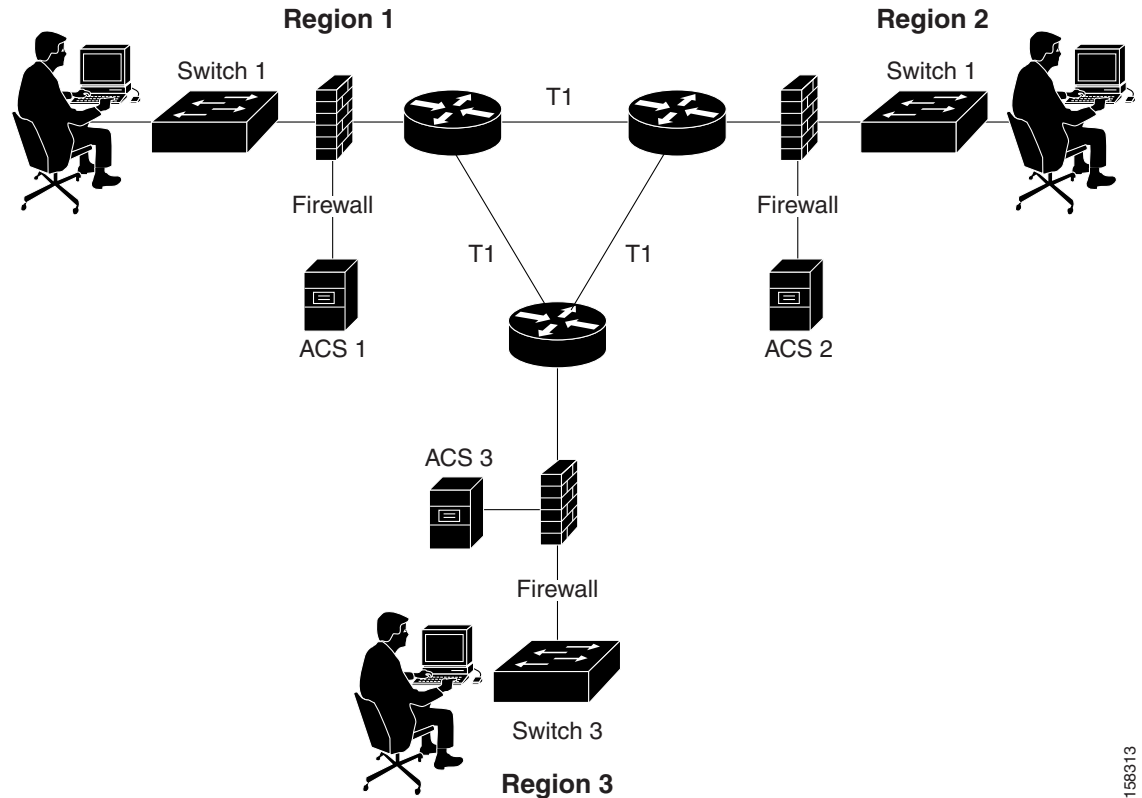 Region 1
Region 2
Switch 1
T1
Switch 1
Firewall
Firewall
T1
T1
ACS 1
ACS 2
ACS 3
Firewall
Switch 3
Region 3
158313